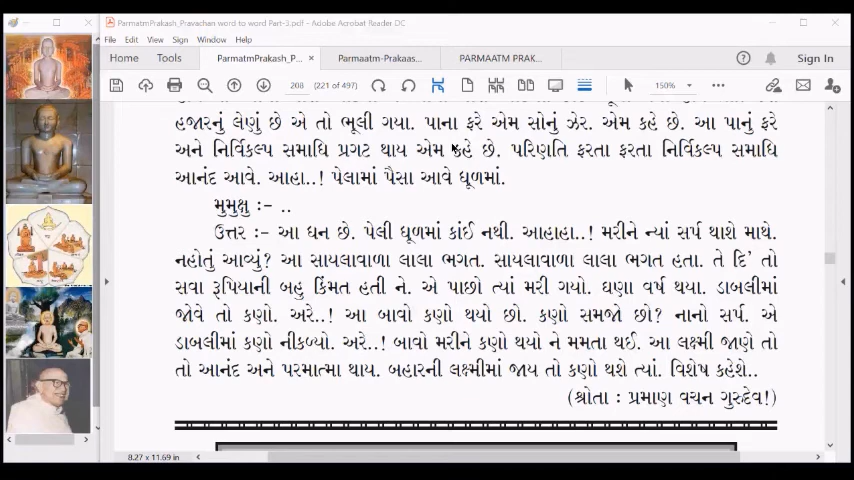 ParmatmPrakash_Pravachan word to word Part-3.pdf - Adobe Acrobat Reader DC
File Edit View Sign Window Help
Home Tools ParmatmPrakash_P... × Parmaatm-Prakaas... PARMAATM PRAK... Sign In
208 (221 of 497) 150%
હજારનું લેણું છે એ તો ભૂલી ગયા. પાના ફરે એમ સોનું ઝેર. એમ કહે છે. આ પાનું ફરે
અને નિર્વિકલ્પ સમાધિ પ્રગટ થાય એમ કહે છે. પરિણતિ ફરતા ફરતા નિર્વિકલ્પ સમાધિ
આનંદ આવે. આહા..! પેલામાં પૈસા આવે ધૂળમાં.
મુમુક્ષુ :- ..
ઉત્તર :- આ ધન છે. પેલી ધૂળમાં કાંઈ નથી. આહાહા..! મરીને ન્યાં સર્પ થાશે માથે.
નહોતું આવ્યું? આ સાયલાવાળા લાલા ભગત. સાયલાવાળા લાલા ભગત હતા. તે દિ' તો
સવા રૂપિયાની બહુ કિંમત હતી ને. એ પાછો ત્યાં મરી ગયો. ઘણા વર્ષ થયા. ડાબલીમાં
જોવે તો કણો. અરે..! આ બાવો કણો થયો છો. કણો સમજો છો? નાનો સર્પ. એ
ડાબલીમાં કણો નીકળ્યો. અરે..! બાવો મરીને કણો થયો ને મમતા થઈ. આ લક્ષ્મી જાણે તો
તો આનંદ અને પરમાત્મા થાય. બહારની લક્ષ્મીમાં જાય તો કણો થશે ત્યાં. વિશેષ કહેશે..
(શ્રોતા : પ્રમાણ વચન ગુરુદેવ!)
8.27 x 11.69 in